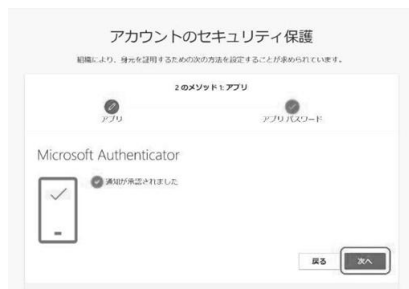 アカウントのセキュリティ保護
組織により、身元を証明するための次の方法を設定することが求められています。
2 のメソッド 1: アプリ
アプリ
アプリ パスワード
Microsoft Authenticator
通知が承認されました
戻る
次へ